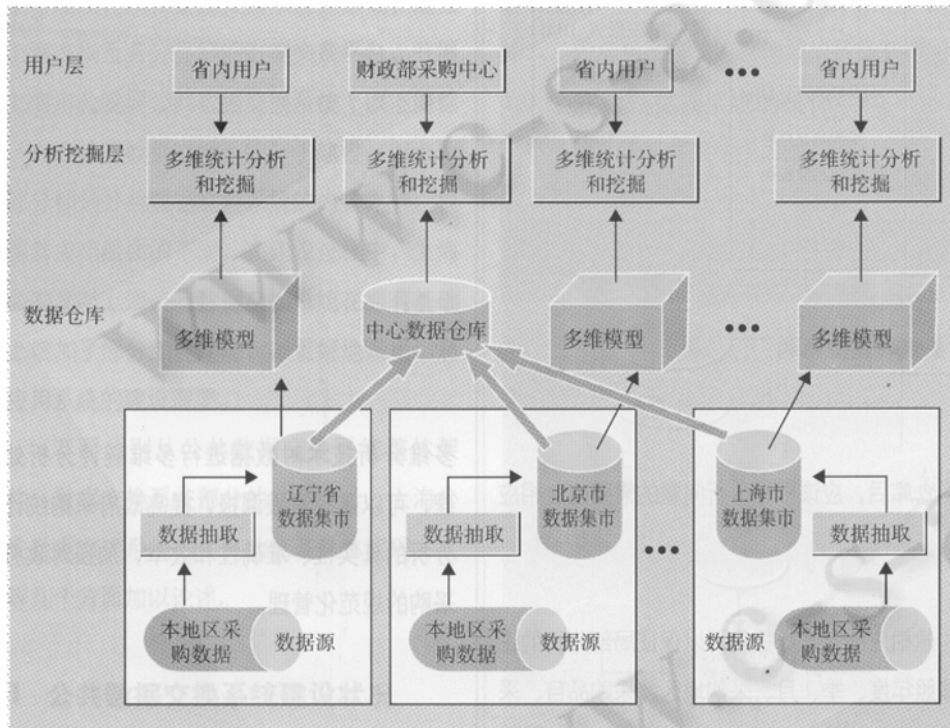 用户层
省内用户
财政部采购中心
省内用户
•••
省内用户
分析挖掘层
多维统计分析
和挖掘
多维统计分析
和挖掘
多维统计分析
和挖掘
多维统计分析
和挖掘
数据仓库
多维模型
中心数据仓库
多维模型
•••
多维模型
辽宁省
数据集市
北京市
数据集市
上海市
数据集市
数据抽取
数据抽取
•••
数据抽取
本地区采
购数据
数据源
本地区采
购数据
数据源
数据源
本地区采
购数据